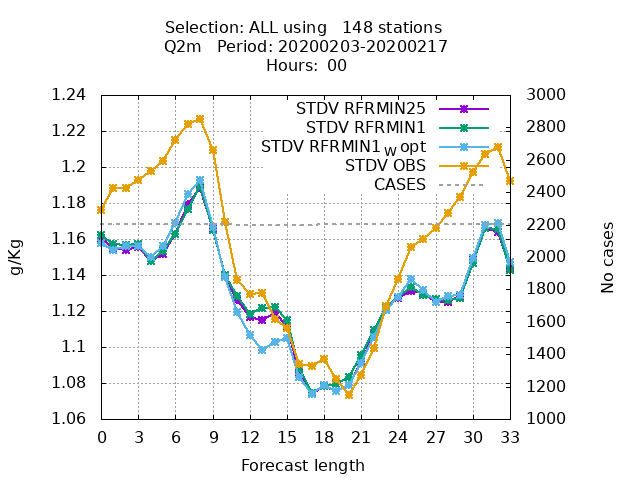 Selection: ALL using   148 stations
Q2m   Period: 20200203-20200217
Hours:  00
STDV RFRMIN25
STDV RFRMIN1
STDV RFRMIN1 w opt
STDV OBS
CASES
1.24
1.22
1.2
1.18
1.16
1.14
1.12
1.1
1.08
1.06
g/Kg
3000
2800
2600
2400
2200
2000
1800
1600
1400
1200
1000
No cases
0 3 6 9 12 15 18 21 24 27 30 33
Forecast length